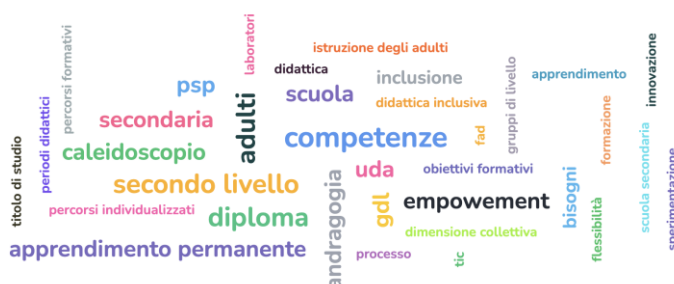 istruzione degli adulti
laboratori
percorsi formativi
didattica
inclusione
apprendimento
innovazione
psp
scuola
didattica inclusiva
gruppi di livello
periodi didattici
secondaria
adulti
competenze
fad
formazione
titolo di studio
caleidoscopio
uda
obiettivi formativi
scuola secondaria
sperimentazione
secondo livello
andragogia
gdl
empowerment
bisogni
flessibilità
percorsi individualizzati
diploma
dimensione collettiva
apprendimento permanente
processo
tic